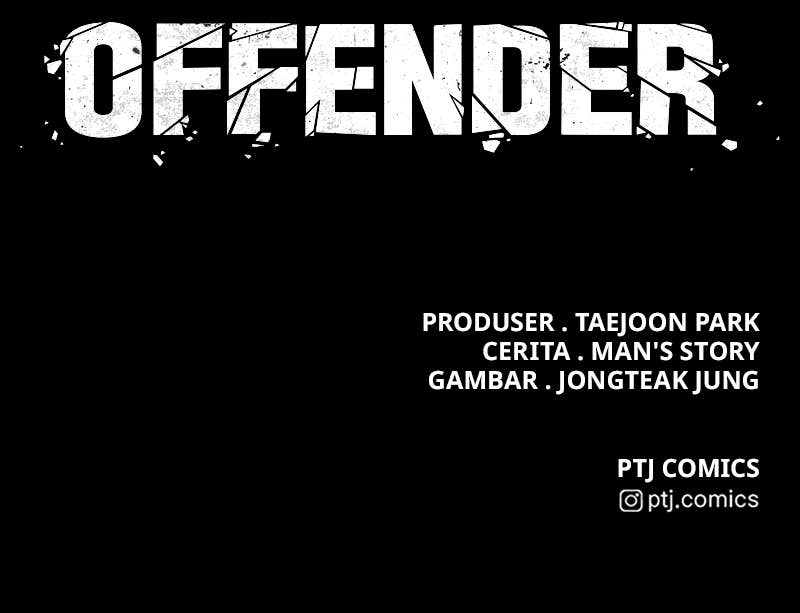 OFFENDER
PRODUSER . TAEJOON PARK
CERITA . MAN'S STORY
GAMBAR . JONGTEAK JUNG
PTJ COMICS
ptj.comics